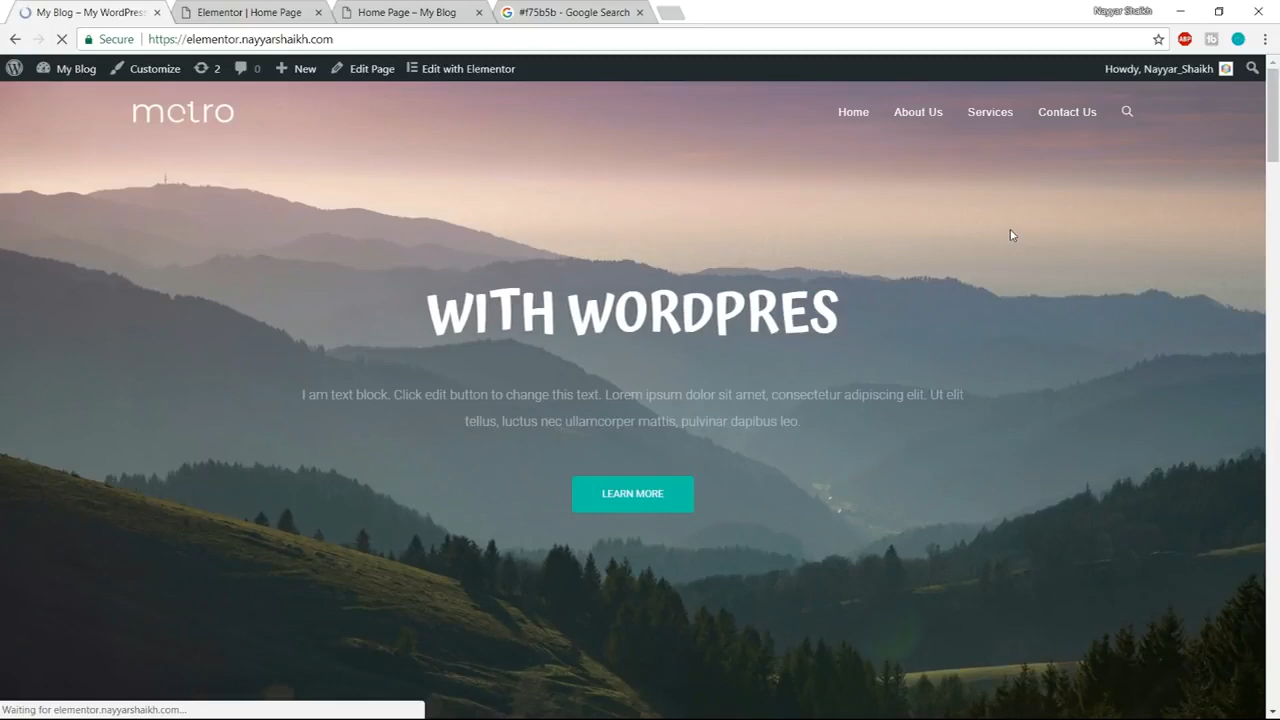 My Blog – My WordPress
Elementor | Home Page
Home Page – My Blog
#f75b5b - Google Search
Nayyar Shaikh
Secure
https://elementor.nayyarshaikh.com
ABP
tb
My Blog
Customize
2
0
New
Edit Page
Edit with Elementor
Howdy, Nayyar_Shaikh
metro
Home
About Us
Services
Contact Us
WITH WORDPRES
I am text block. Click edit button to change this text. Lorem ipsum dolor sit amet, consectetur adipiscing elit. Ut elit
tellus, luctus nec ullamcorper mattis, pulvinar dapibus leo.
LEARN MORE
Waiting for elementor.nayyarshaikh.com...